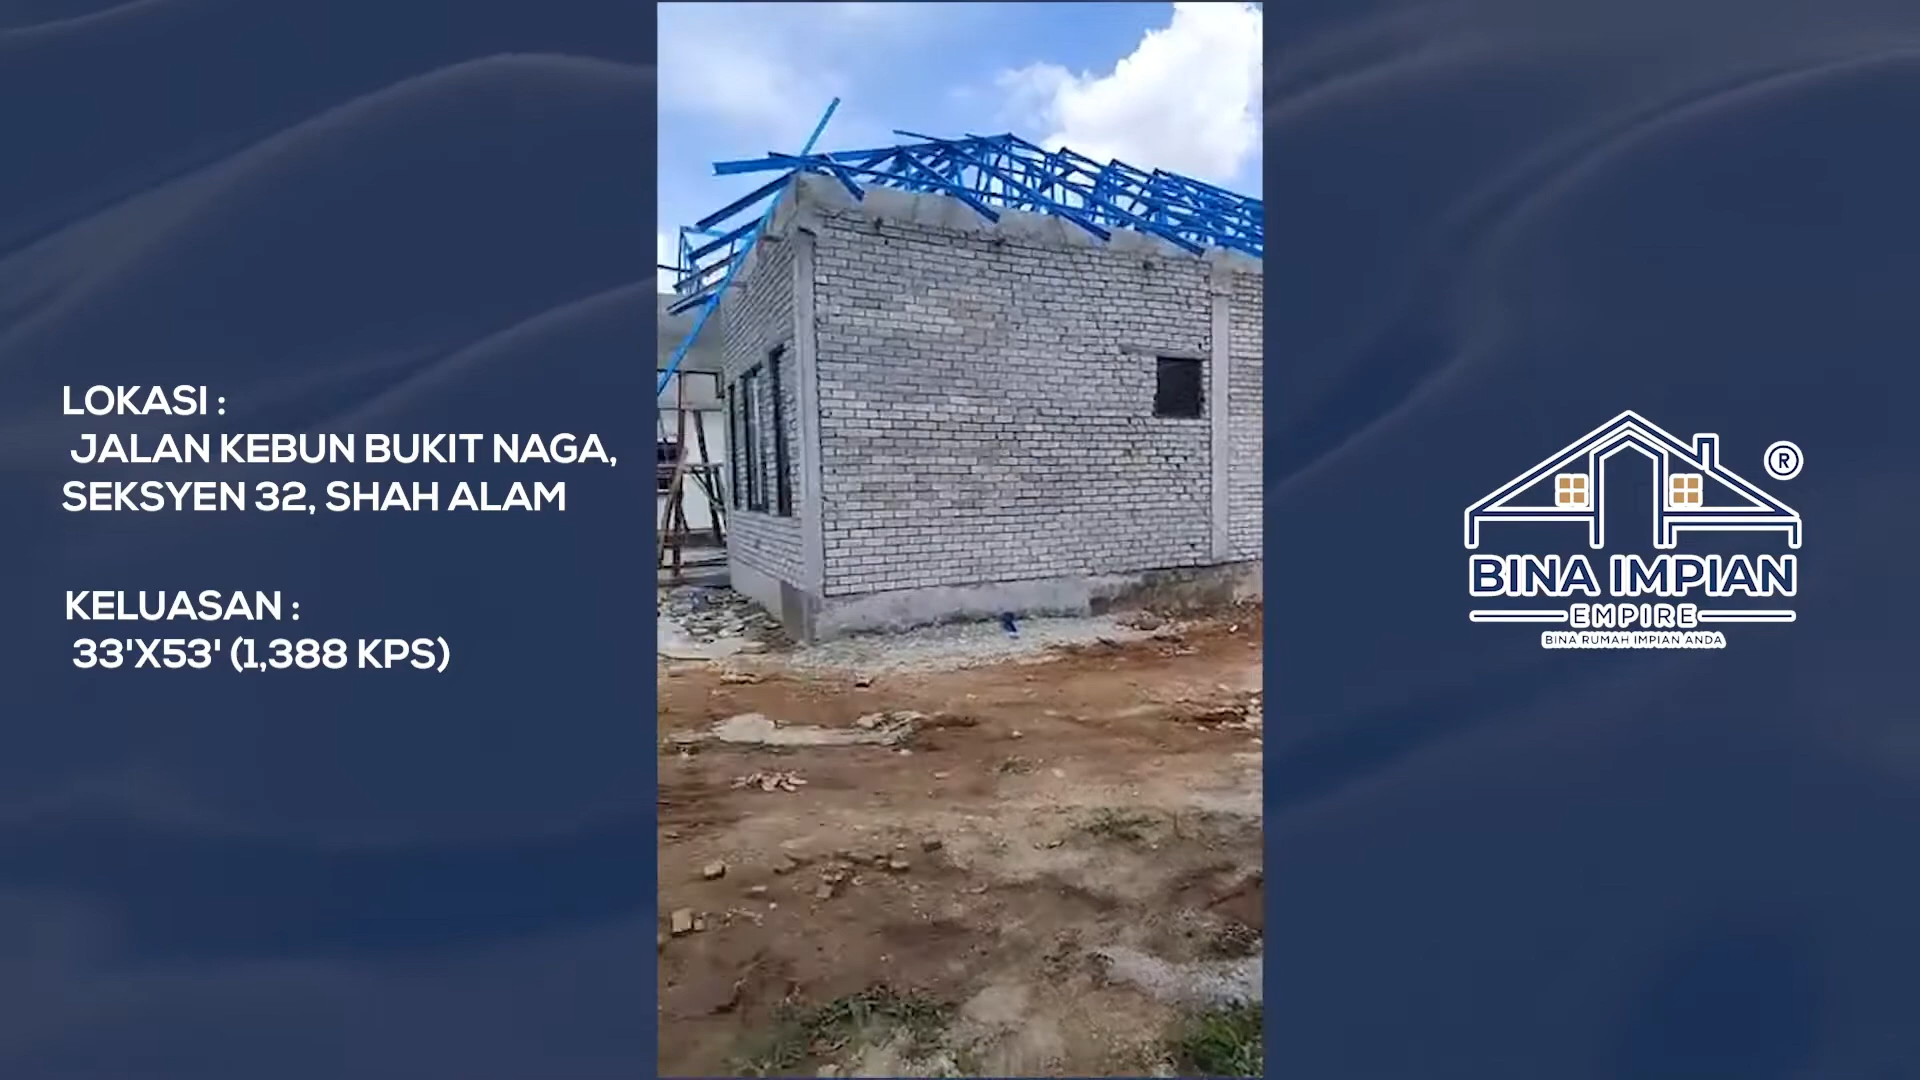 LOKASI :
JALAN KEBUN BUKIT NAGA,
SEKSYEN 32, SHAH ALAM
KELUASAN :
33'X53' (1,388 KPS)
®
BINA IMPIAN
EMPIRE
BINA RUMAH IMPIAN ANDA